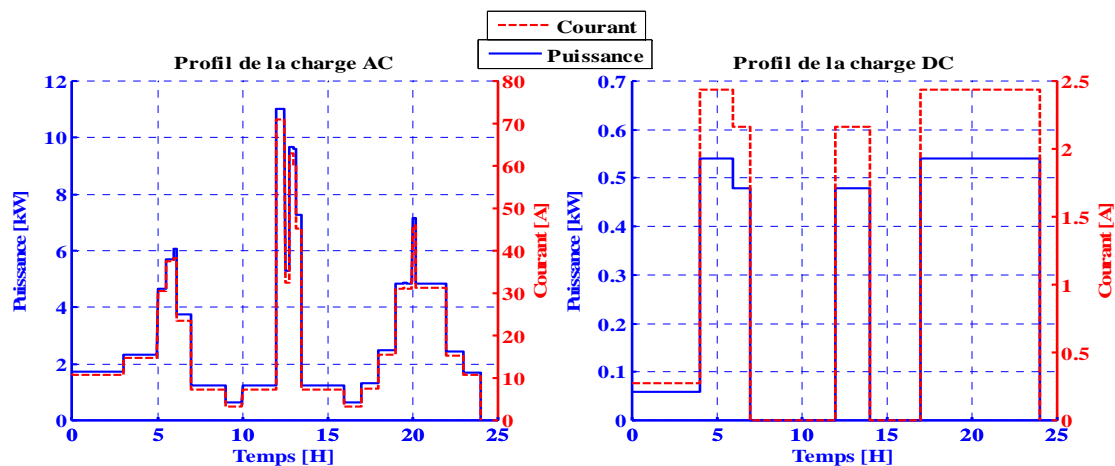 Courant
Puissance
Profil de la charge AC
12
10
8
6
4
2
0
Puissance [kW]
80
70
60
50
40
30
20
10
0
Courant [A]
0 5 10 15 20 25
Temps [H]
Profil de la charge DC
0.7
0.6
0.5
0.4
0.3
0.2
0.1
0
Puissance [kW]
2.5
2
1.5
1
0.5
0
Courant [A]
0 5 10 15 20 25
Temps [H]